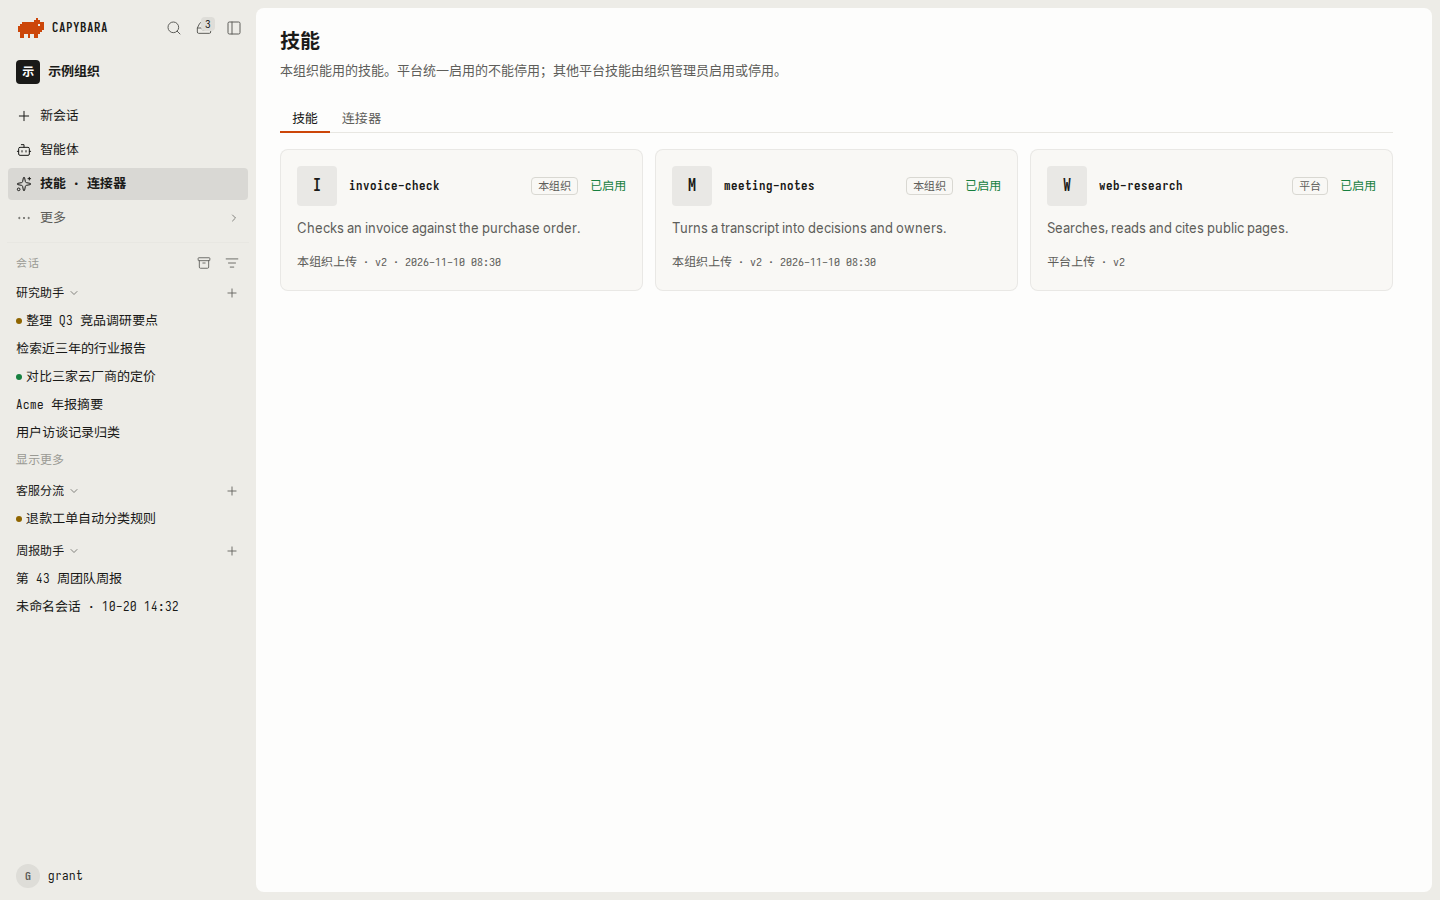 CAPYBARA
3
示 示例组织
新会话
智能体
技能 · 连接器
更多
会话
研究助手
整理 Q3 竞品调研要点
检索近三年的行业报告
对比三家云厂商的定价
Acme 年报摘要
用户访谈记录归类
显示更多
客服分流
退款工单自动分类规则
周报助手
第 43 周团队周报
未命名会话 · 10-20 14:32
G grant
技能
本组织能用的技能。平台统一启用的不能停用；其他平台技能由组织管理员启用或停用。
技能 连接器
I invoice-check 本组织 已启用
Checks an invoice against the purchase order.
本组织上传 · v2 · 2026-11-10 08:30
M meeting-notes 本组织 已启用
Turns a transcript into decisions and owners.
本组织上传 · v2 · 2026-11-10 08:30
W web-research 平台 已启用
Searches, reads and cites public pages.
平台上传 · v2